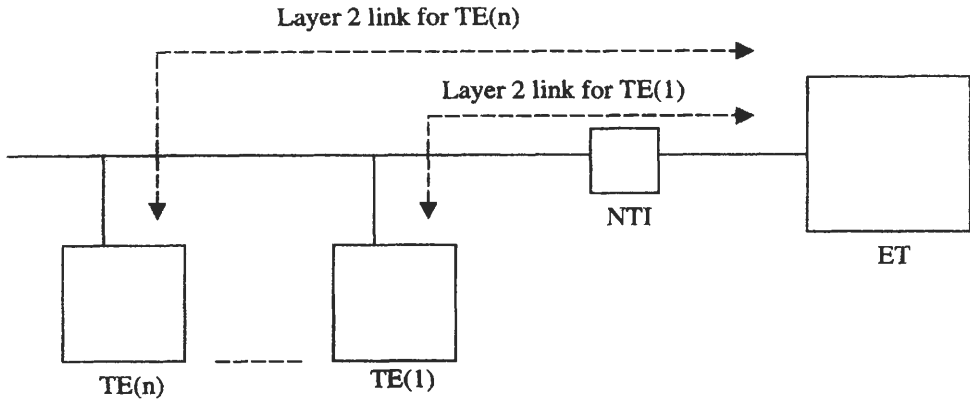 Layer 2 link for TE(n)
Layer 2 link for TE(1)
NTI
ET
TE(n)
TE(1)